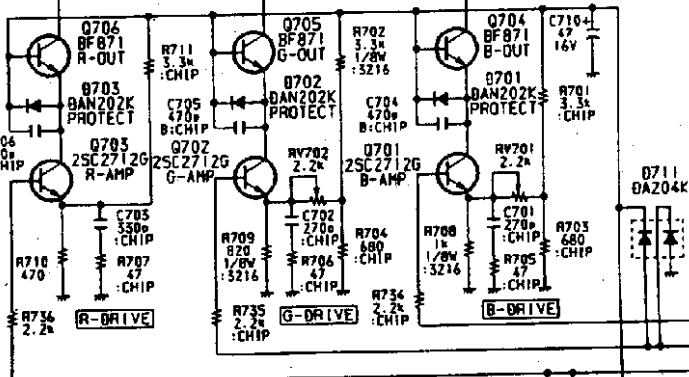 Q706
BF871
R-OUT
R711
3.3k
:CHIP
D703
DAN202K
PROTECT
06
0p
HIP
Q703
2SC2712G
R-AMP
C703
330p
:CHIP
R710
470
R707
47
:CHIP
R736
2.2k
R-DRIVE
Q705
BF871
G-OUT
R702
3.3k
1/8W
:3216
D702
DAN202K
PROTECT
C705
470p
B:CHIP
Q702
2SC2712G
G-AMP
RV702
2.2k
C702
270p
:CHIP
R709
820
1/8W
:3216
R706
47
:CHIP
R704
680
:CHIP
R735
2.2k
:CHIP
G-DRIVE
Q704
BF871
B-OUT
C710+
47
16V
D701
DAN202K
PROTECT
R701
3.3k
:CHIP
C704
470p
B:CHIP
Q701
2SC2712G
B-AMP
RV701
2.2k
C701
270p
:CHIP
R708
1k
1/8W
:3216
R705
47
:CHIP
R703
680
:CHIP
R734
2.2k
:CHIP
B-DRIVE
D711
DA204K